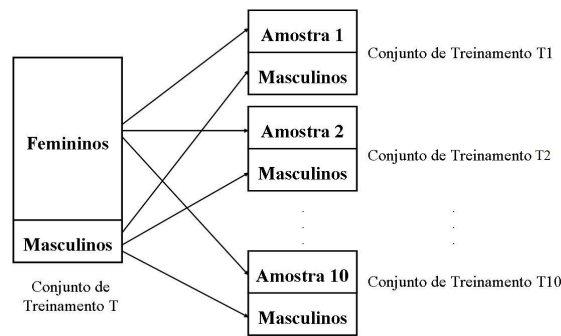 Femininos
Masculinos
Conjunto de
Treinamento T
Amostra 1
Masculinos
Conjunto de Treinamento T1
Amostra 2
Masculinos
Conjunto de Treinamento T2
Amostra 10
Masculinos
Conjunto de Treinamento T10